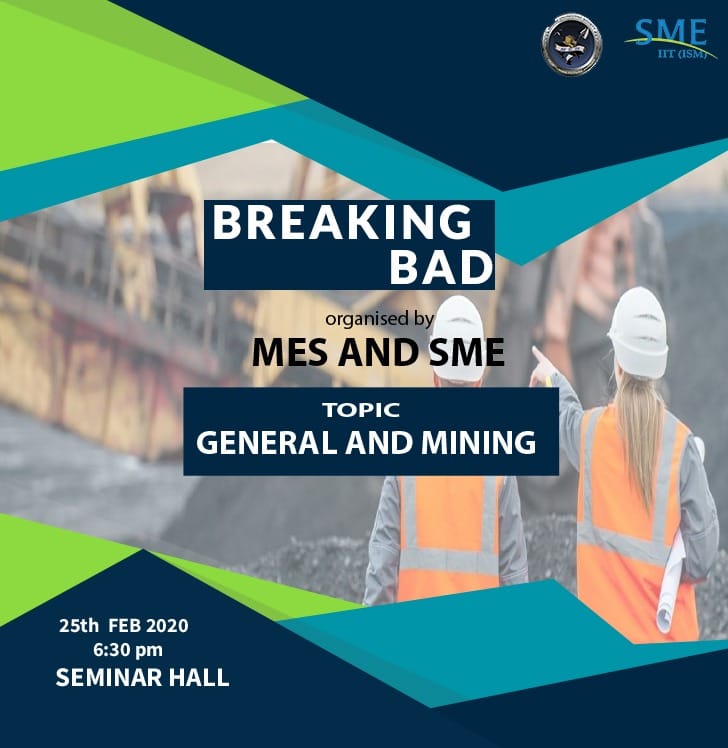 SME
IIT (ISM)
BREAKING
BAD
organised by
MES AND SME
TOPIC
GENERAL AND MINING
25th FEB 2020
6:30 pm
SEMINAR HALL